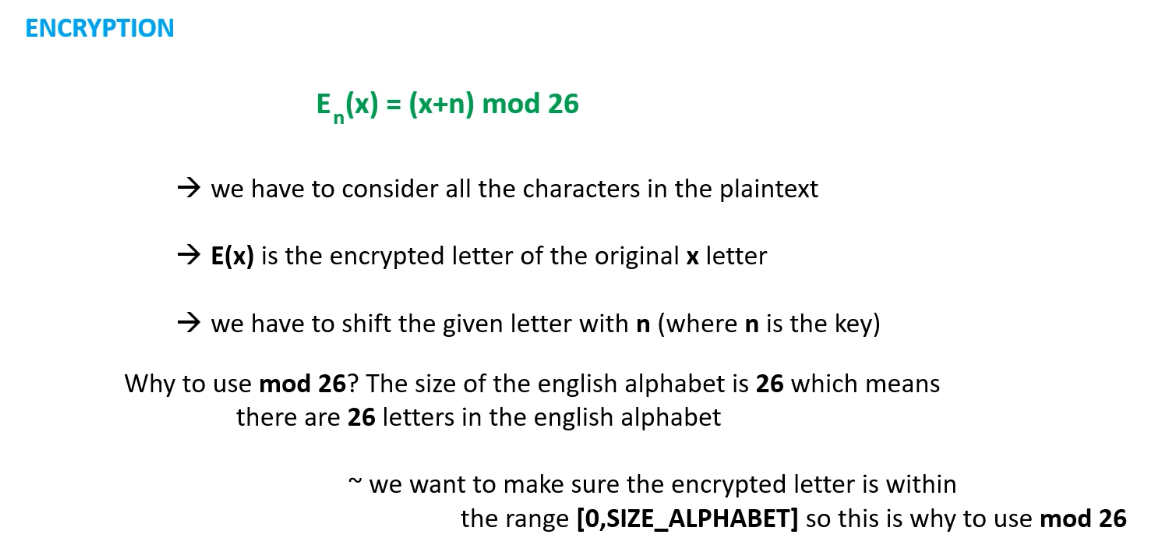 ENCRYPTION
Eₙ(x) = (x+n) mod 26
→ we have to consider all the characters in the plaintext
→ E(x) is the encrypted letter of the original x letter
→ we have to shift the given letter with n (where n is the key)
Why to use mod 26? The size of the english alphabet is 26 which means
there are 26 letters in the english alphabet
~ we want to make sure the encrypted letter is within
the range [0,SIZE_ALPHABET] so this is why to use mod 26